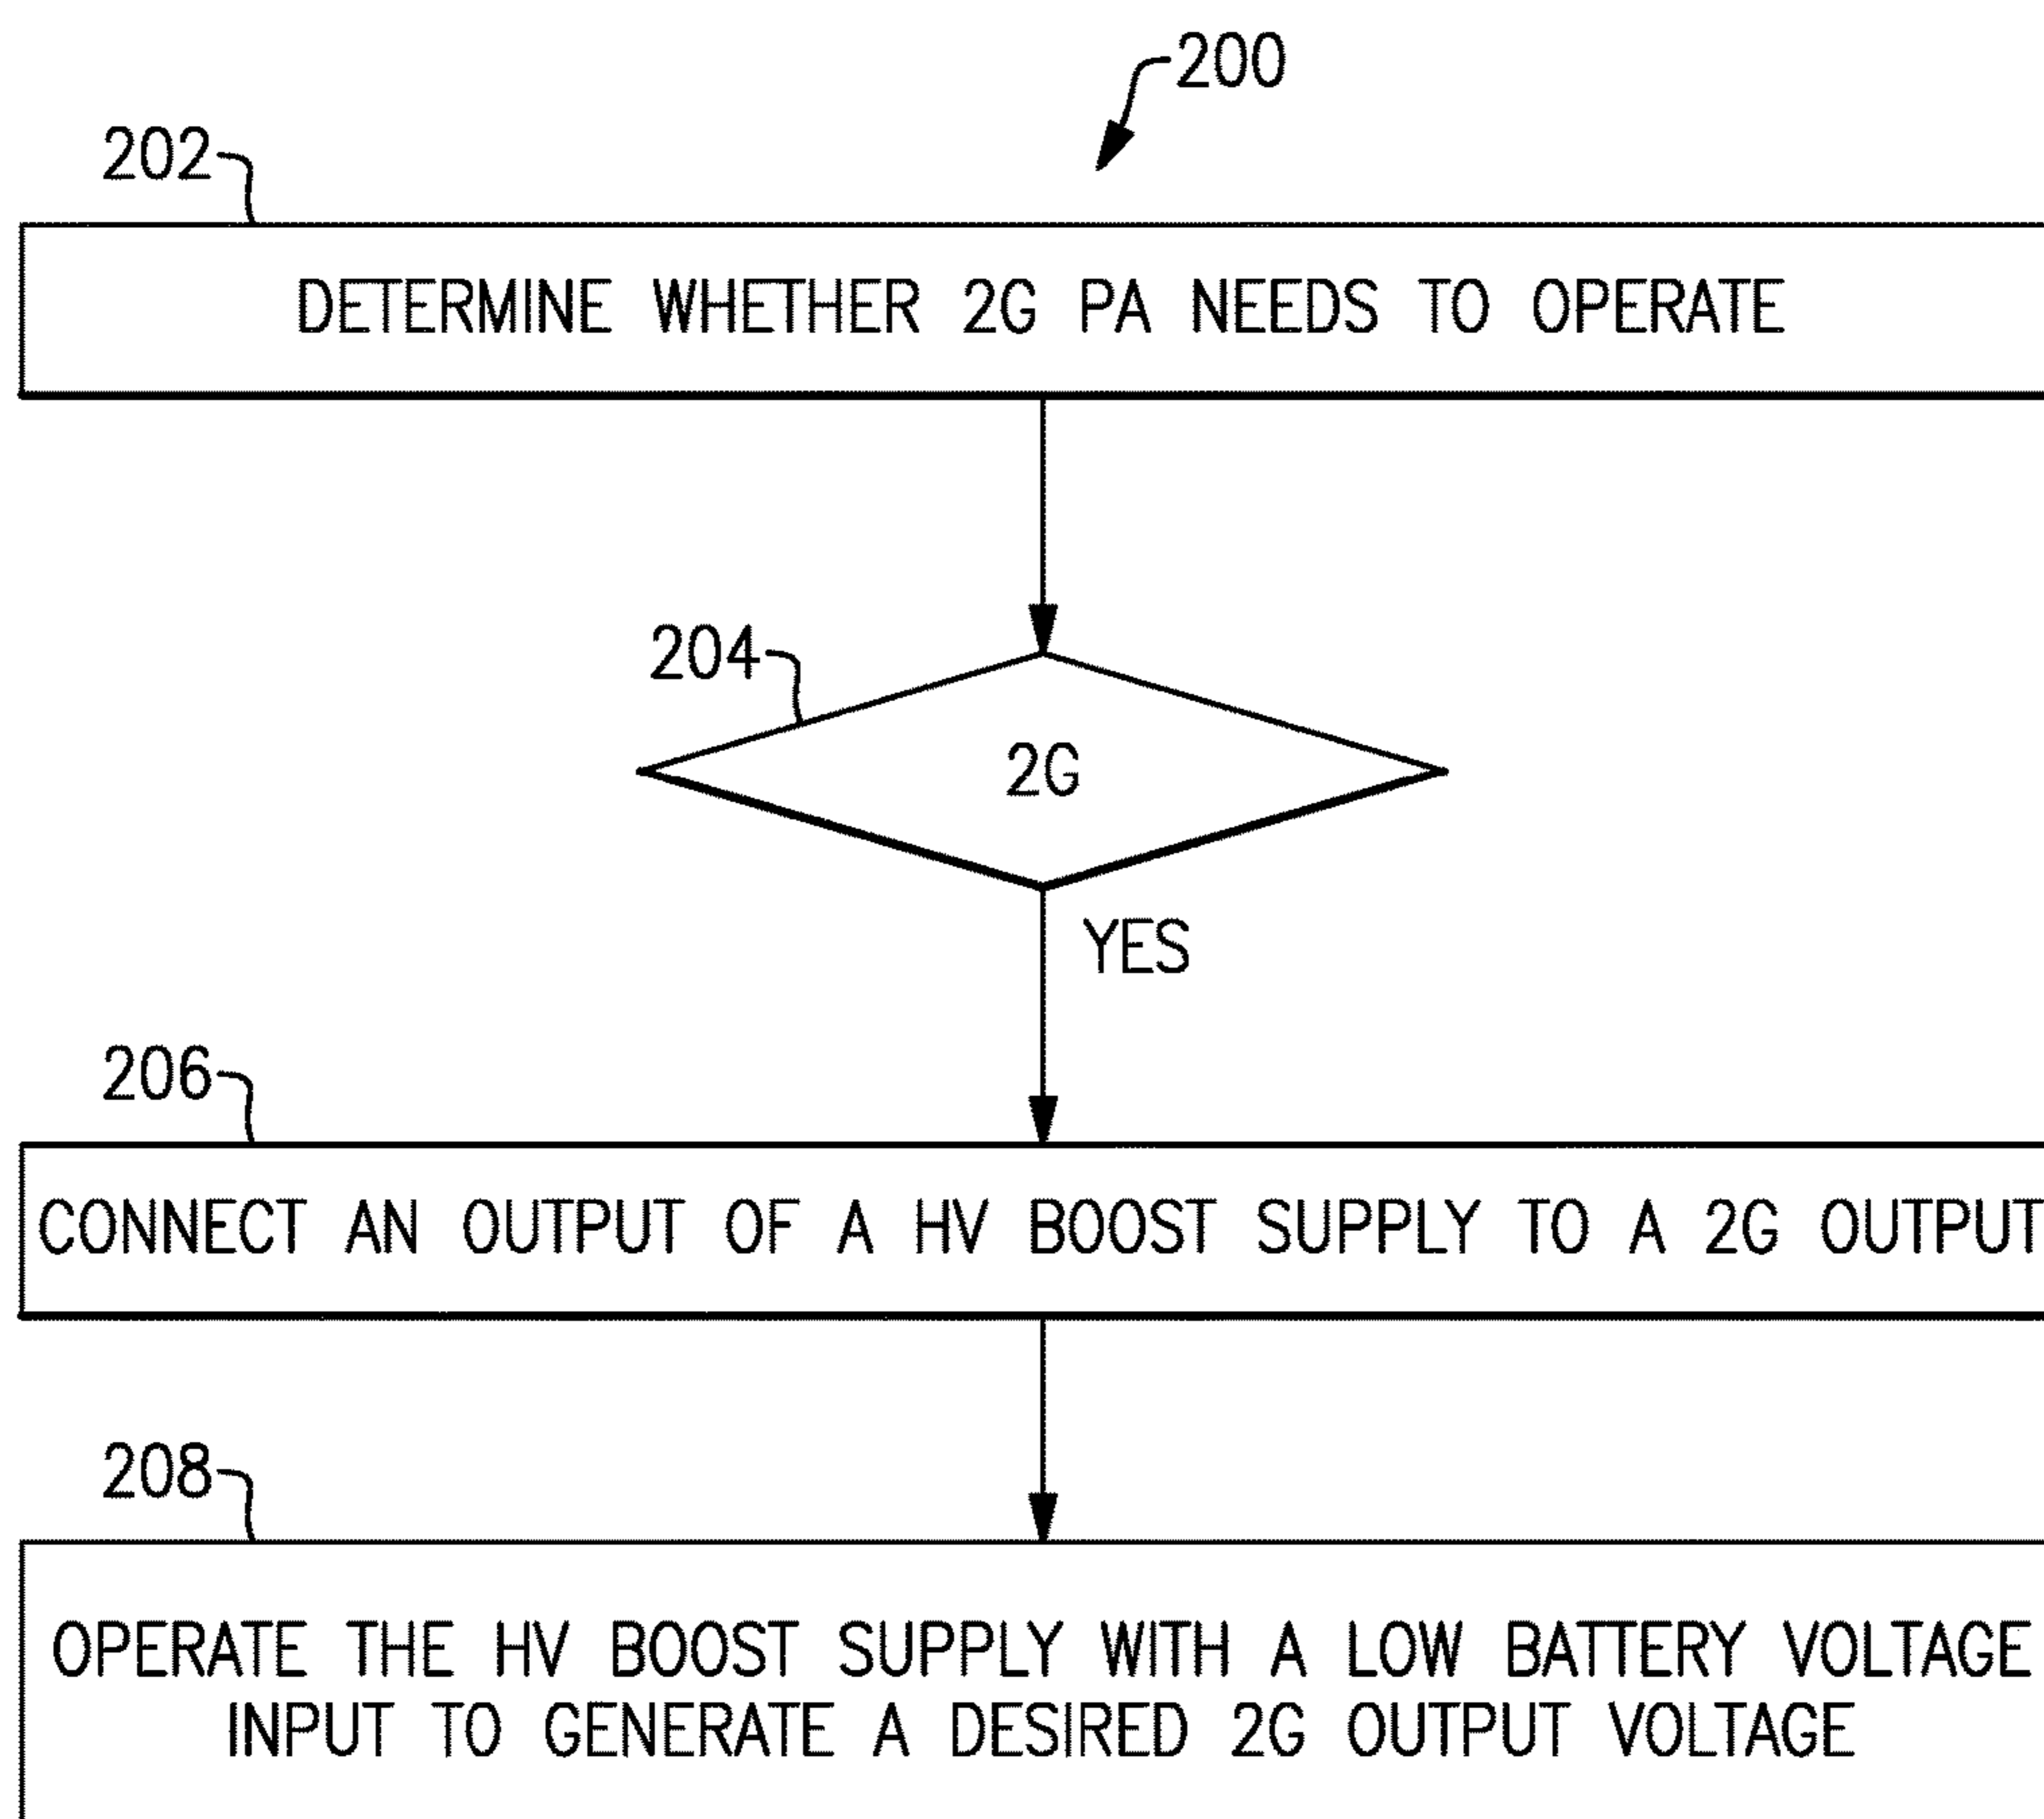 200
202
DETERMINE WHETHER 2G PA NEEDS TO OPERATE
204
2G
YES
206
CONNECT AN OUTPUT OF A HV BOOST SUPPLY TO A 2G OUTPUT
208
OPERATE THE HV BOOST SUPPLY WITH A LOW BATTERY VOLTAGE
INPUT TO GENERATE A DESIRED 2G OUTPUT VOLTAGE